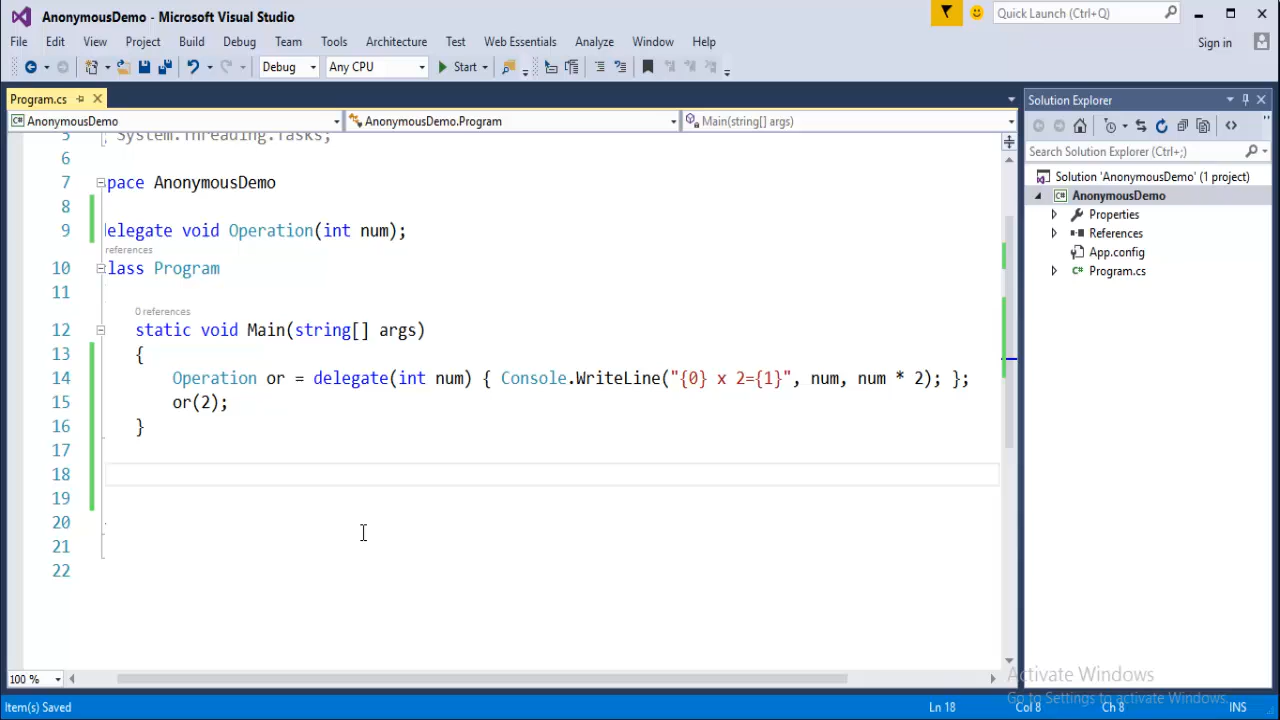 AnonymousDemo - Microsoft Visual Studio
Quick Launch (Ctrl+Q)
File Edit View Project Build Debug Team Tools Architecture Test Web Essentials Analyze Window Help
Sign in
Debug Any CPU Start
Program.cs
Solution Explorer
AnonymousDemo AnonymousDemo.Program Main(string[] args)
Search Solution Explorer (Ctrl+;)
Solution 'AnonymousDemo' (1 project)
AnonymousDemo
Properties
References
App.config
Program.cs
5 System.Threading.Tasks;
6
7 pace AnonymousDemo
8
9 elegate void Operation(int num);
references
10 lass Program
11
0 references
12 static void Main(string[] args)
13 {
14 Operation or = delegate(int num) { Console.WriteLine("{0} x 2={1}", num, num * 2); };
15 or(2);
16 }
17
18
19
20
21
22
100 %
Activate Windows
Go to Settings to activate Windows.
Item(s) Saved Ln 18 Col 8 Ch 8 INS